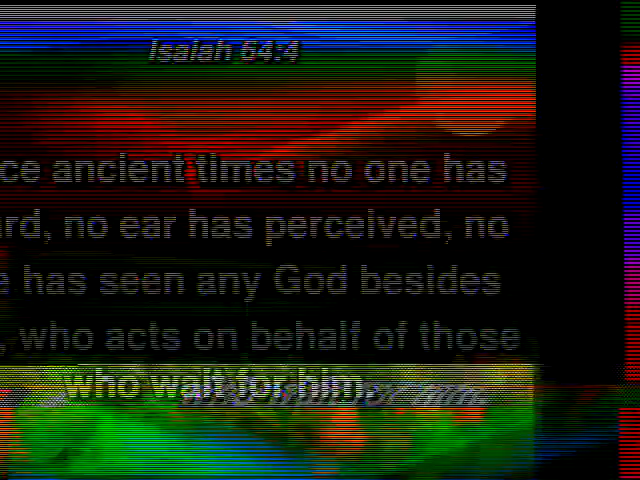 Isaiah 64:4
ce ancient times no one has
ard, no ear has perceived, no
e has seen any God besides
, who acts on behalf of those
who wait for him.